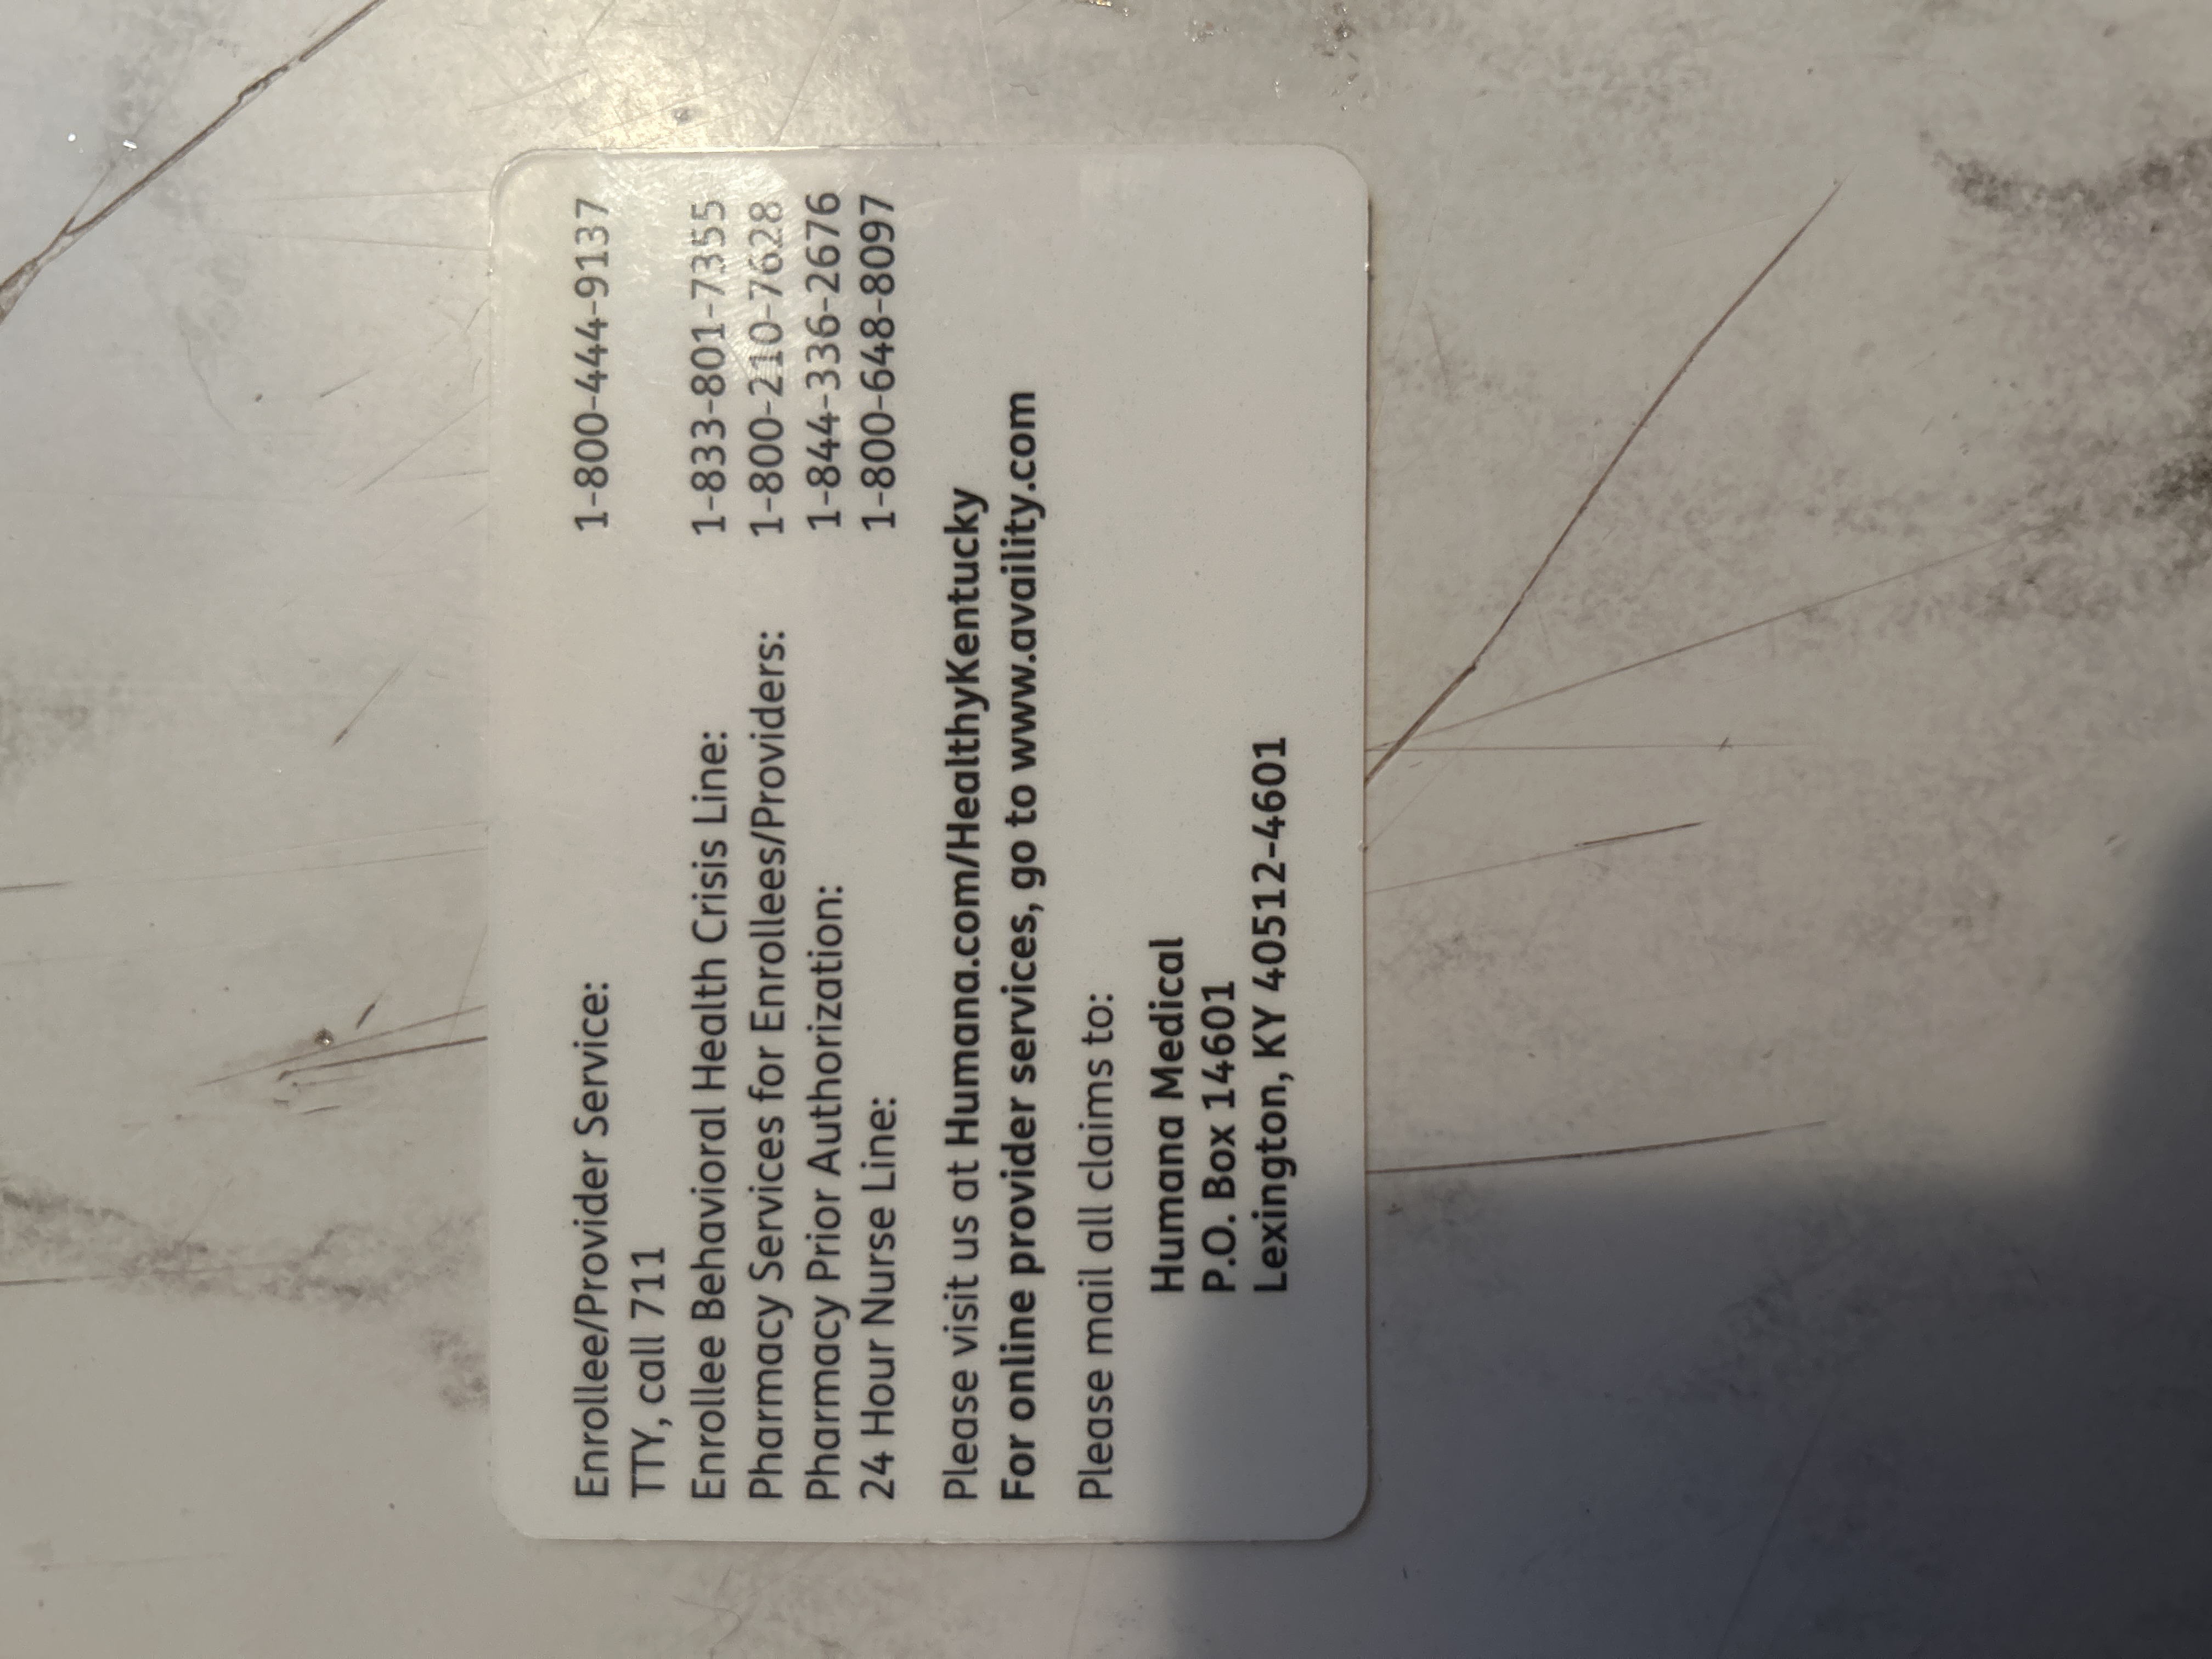 Enrollee/Provider Service: 1-800-444-9137
TTY, call 711
Enrollee Behavioral Health Crisis Line: 1-833-801-7355
Pharmacy Services for Enrollees/Providers: 1-800-210-7628
Pharmacy Prior Authorization: 1-844-336-2676
24 Hour Nurse Line: 1-800-648-8097
Please visit us at Humana.com/HealthyKentucky
For online provider services, go to www.availity.com
Please mail all claims to:
Humana Medical
P.O. Box 14601
Lexington, KY 40512-4601